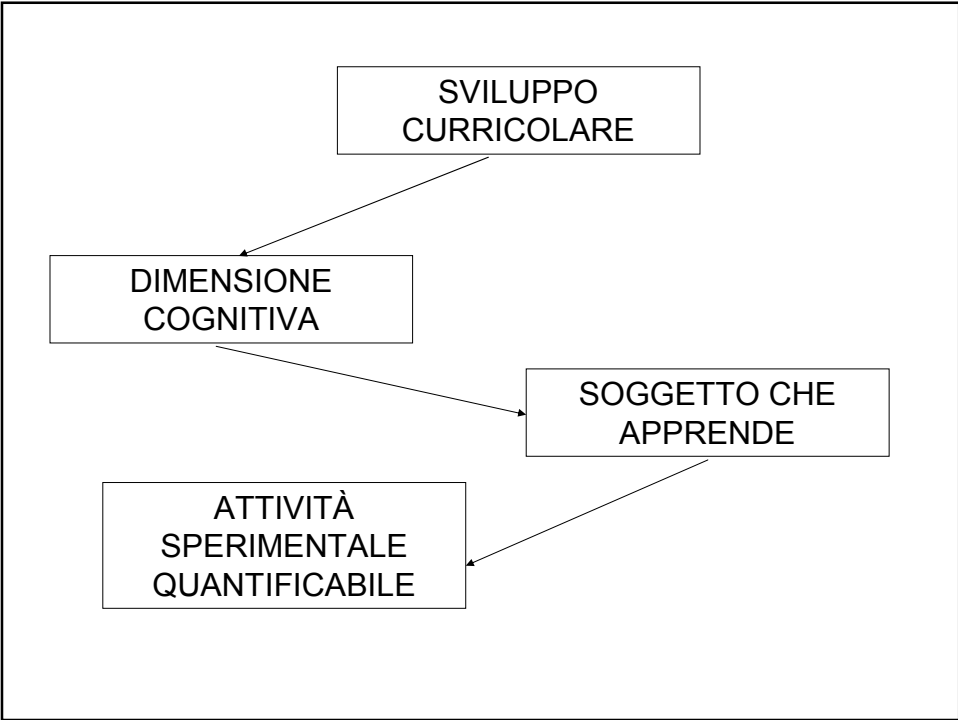 SVILUPPO
CURRICOLARE
DIMENSIONE
COGNITIVA
SOGGETTO CHE
APPRENDE
ATTIVITÀ
SPERIMENTALE
QUANTIFICABILE